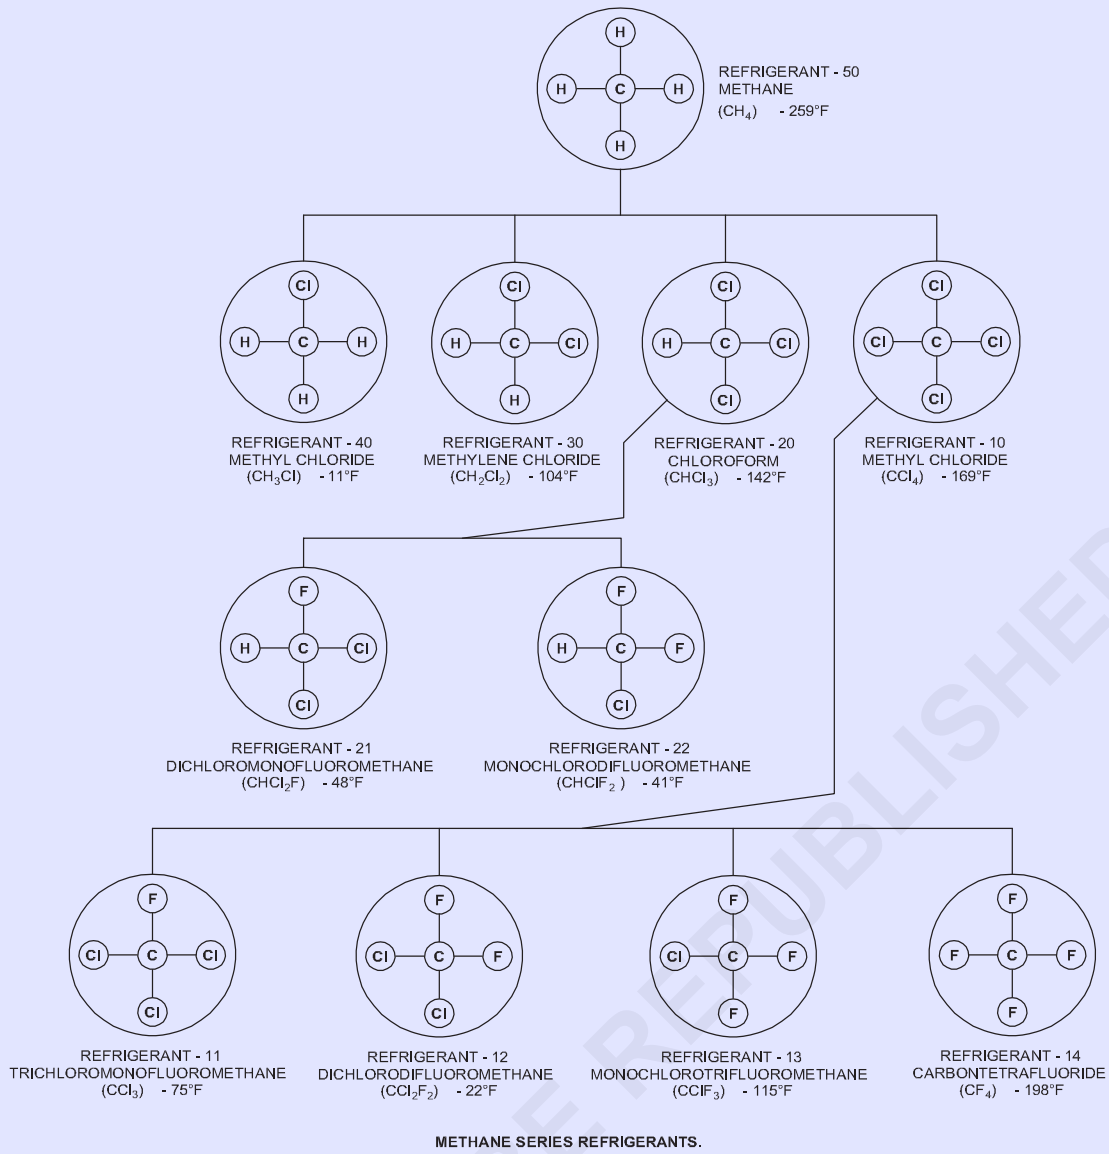 H
H C H
H
REFRIGERANT - 50
METHANE
(CH₄) - 259°F
Cl
H C H
H
REFRIGERANT - 40
METHYL CHLORIDE
(CH₃Cl) - 11°F
Cl
H C Cl
H
REFRIGERANT - 30
METHYLENE CHLORIDE
(CH₂Cl₂) - 104°F
Cl
H C Cl
Cl
REFRIGERANT - 20
CHLOROFORM
(CHCl₃) - 142°F
Cl
Cl C Cl
Cl
REFRIGERANT - 10
METHYL CHLORIDE
(CCl₄) - 169°F
F
H C Cl
Cl
REFRIGERANT - 21
DICHLOROMONOFLUOROMETHANE
(CHCl₂F) - 48°F
F
H C F
Cl
REFRIGERANT - 22
MONOCHLORODIFLUOROMETHANE
(CHClF₂ ) - 41°F
F
Cl C Cl
Cl
REFRIGERANT - 11
TRICHLOROMONOFLUOROMETHANE
(CCl₃) - 75°F
F
Cl C F
Cl
REFRIGERANT - 12
DICHLORODIFLUOROMETHANE
(CCl₂F₂) - 22°F
F
Cl C F
F
REFRIGERANT - 13
MONOCHLOROTRIFLUOROMETHANE
(CClF₃) - 115°F
F
F C F
F
REFRIGERANT - 14
CARBONTETRAFLUORIDE
(CF₄) - 198°F
METHANE SERIES REFRIGERANTS.
REPUBLISHED